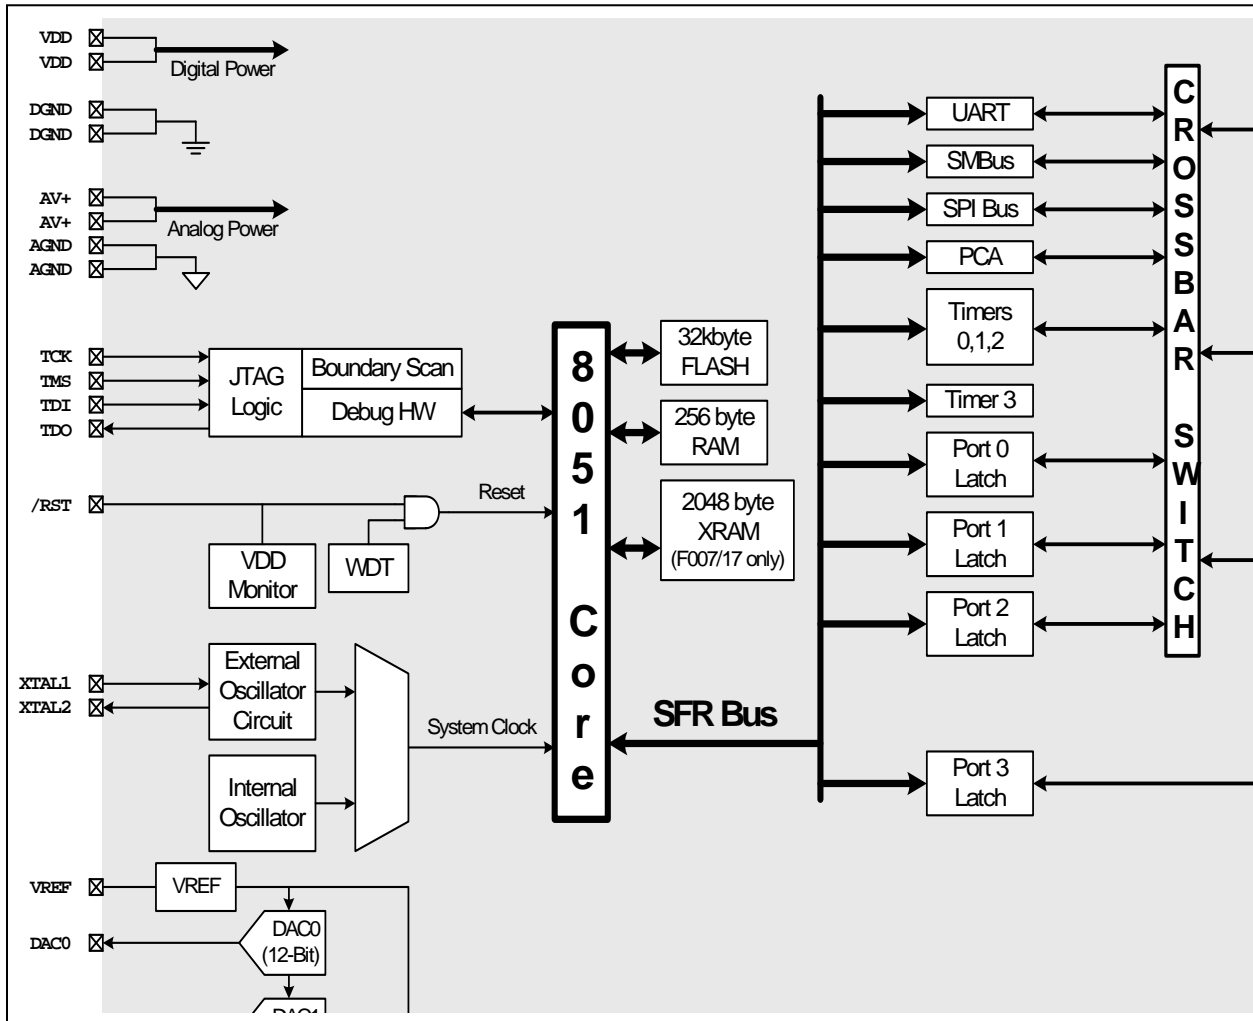 VDD
VDD
Digital Power
DGND
DGND
AV+
AV+
Analog Power
AGND
AGND
TCK
TMS
TDI
TDO
JTAG
Logic
Boundary Scan
Debug HW
/RST
Reset
VDD
Monitor
WDT
XTAL1
XTAL2
External
Oscillator
Circuit
Internal
Oscillator
System Clock
VREF
VREF
DAC0
DAC0
(12-Bit)
DAC1
8051 Core
32kbyte
FLASH
256 byte
RAM
2048 byte
XRAM
(F007/17 only)
SFR Bus
UART
SMBus
SPI Bus
PCA
Timers
0,1,2
Timer 3
Port 0
Latch
Port 1
Latch
Port 2
Latch
Port 3
Latch
CROSSBAR SWITCH